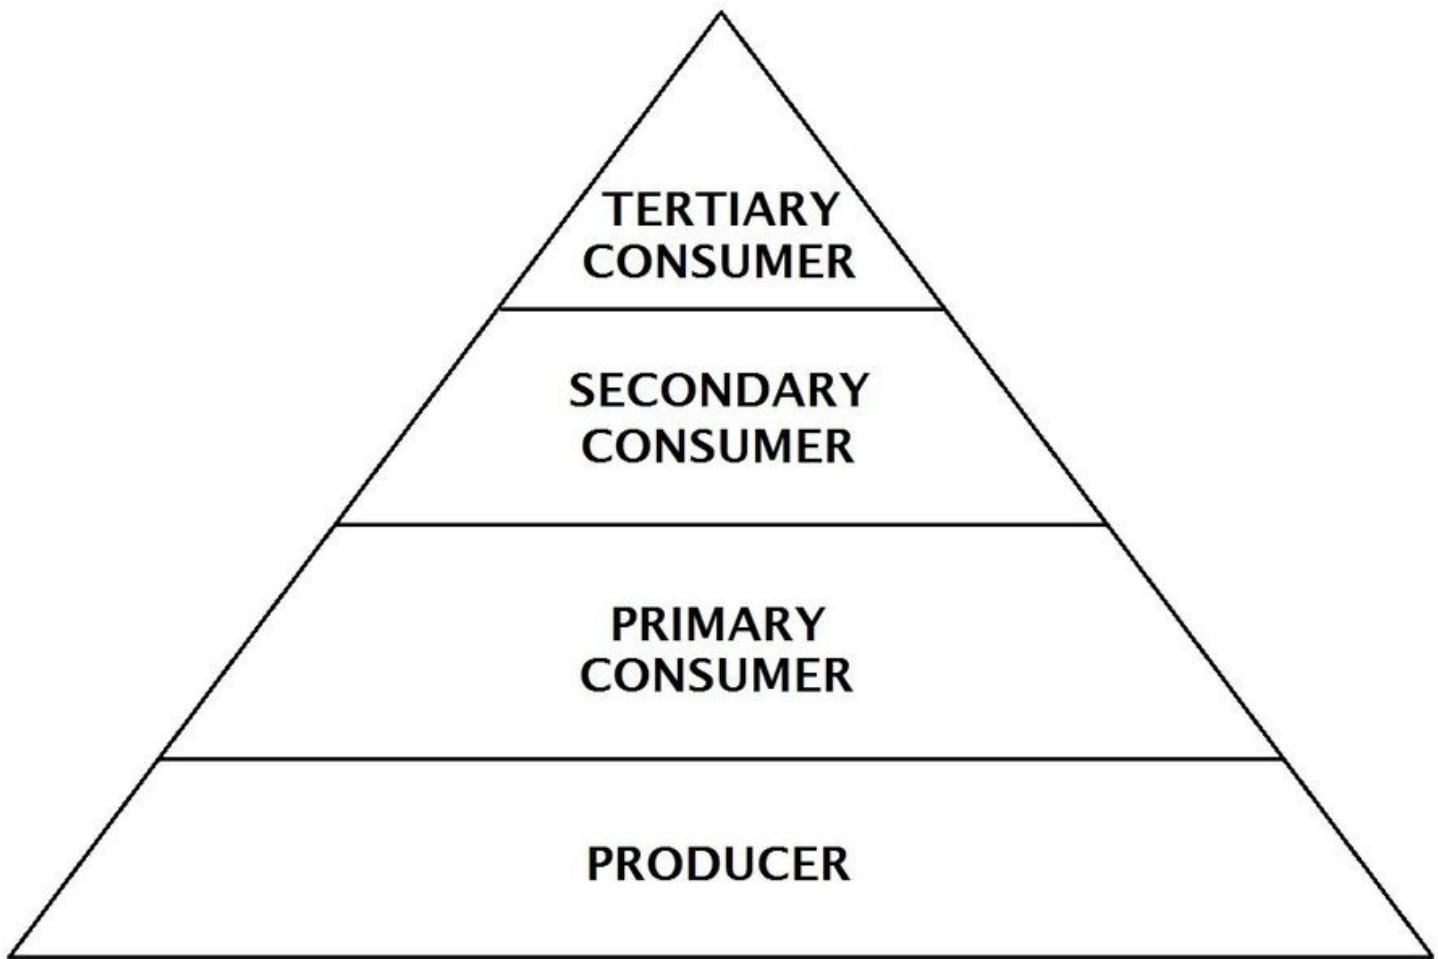 TERTIARY
CONSUMER
SECONDARY
CONSUMER
PRIMARY
CONSUMER
PRODUCER